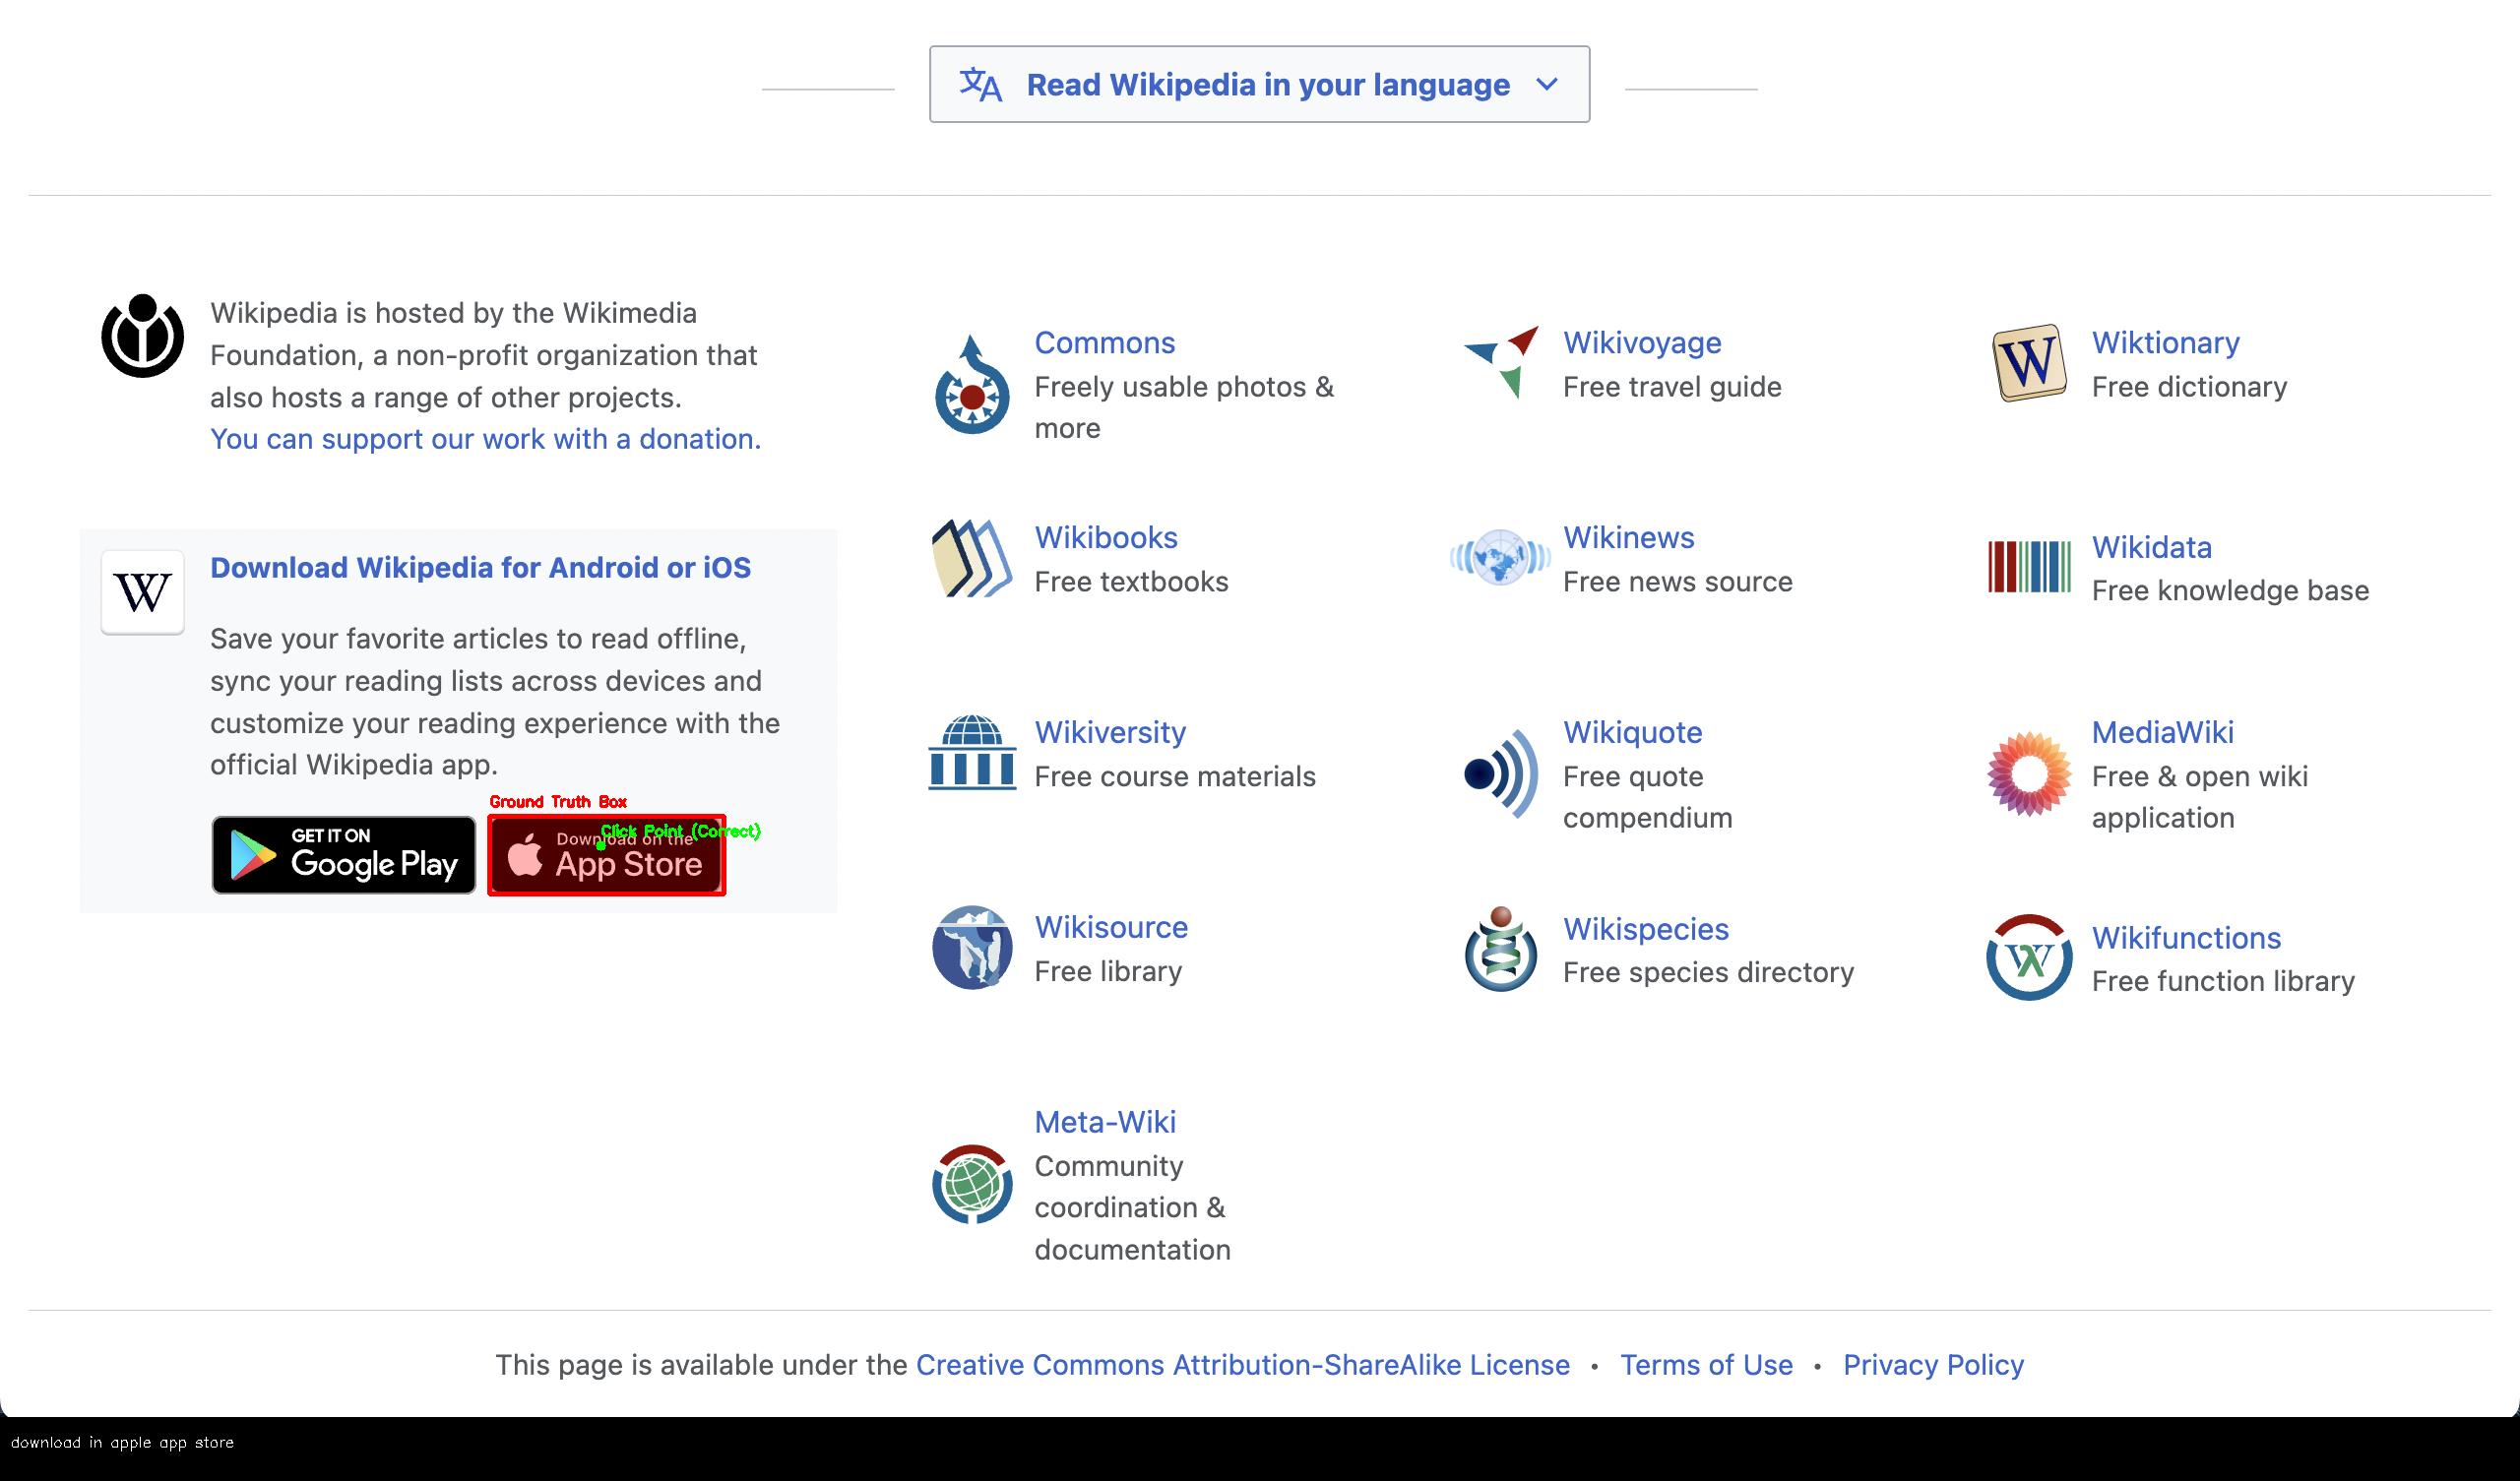 文A Read Wikipedia in your language
Wikipedia is hosted by the Wikimedia
Foundation, a non-profit organization that
also hosts a range of other projects.
You can support our work with a donation.
W
Download Wikipedia for Android or iOS
Save your favorite articles to read offline,
sync your reading lists across devices and
customize your reading experience with the
official Wikipedia app.
GET IT ON
Google Play
Ground Truth Box
Click Point (Correct)
Download on the
App Store
Commons
Freely usable photos &
more
Wikivoyage
Free travel guide
W
Wiktionary
Free dictionary
Wikibooks
Free textbooks
Wikinews
Free news source
Wikidata
Free knowledge base
Wikiversity
Free course materials
Wikiquote
Free quote
compendium
MediaWiki
Free & open wiki
application
Wikisource
Free library
Wikispecies
Free species directory
Wikifunctions
Free function library
Meta-Wiki
Community
coordination &
documentation
This page is available under the Creative Commons Attribution-ShareAlike License • Terms of Use • Privacy Policy
download in apple app store